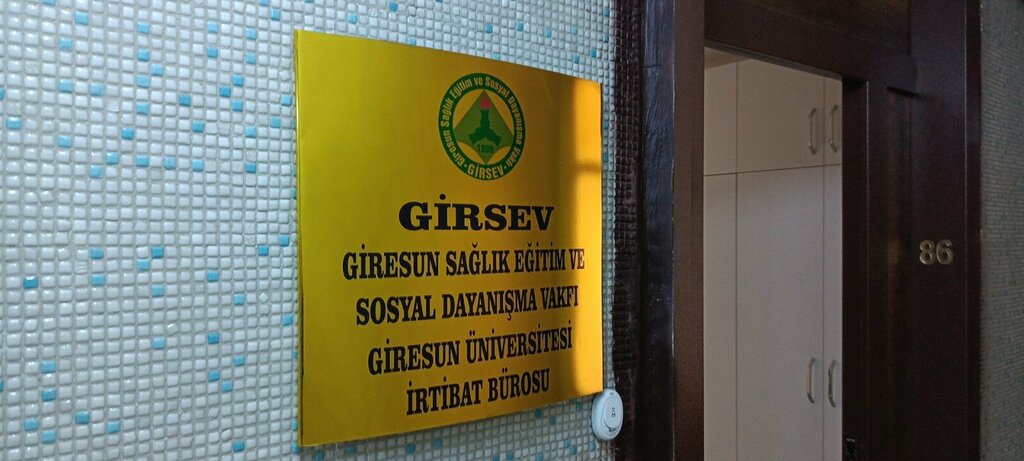 Giresun Sağlık Eğitim ve Sosyal Dayanışma Vakfı
1995
GİRSEV
GİRSEV
GİRESUN SAĞLIK EĞİTİM VE
SOSYAL DAYANIŞMA VAKFI
GİRESUN ÜNİVERSİTESİ
İRTİBAT BÜROSU
86